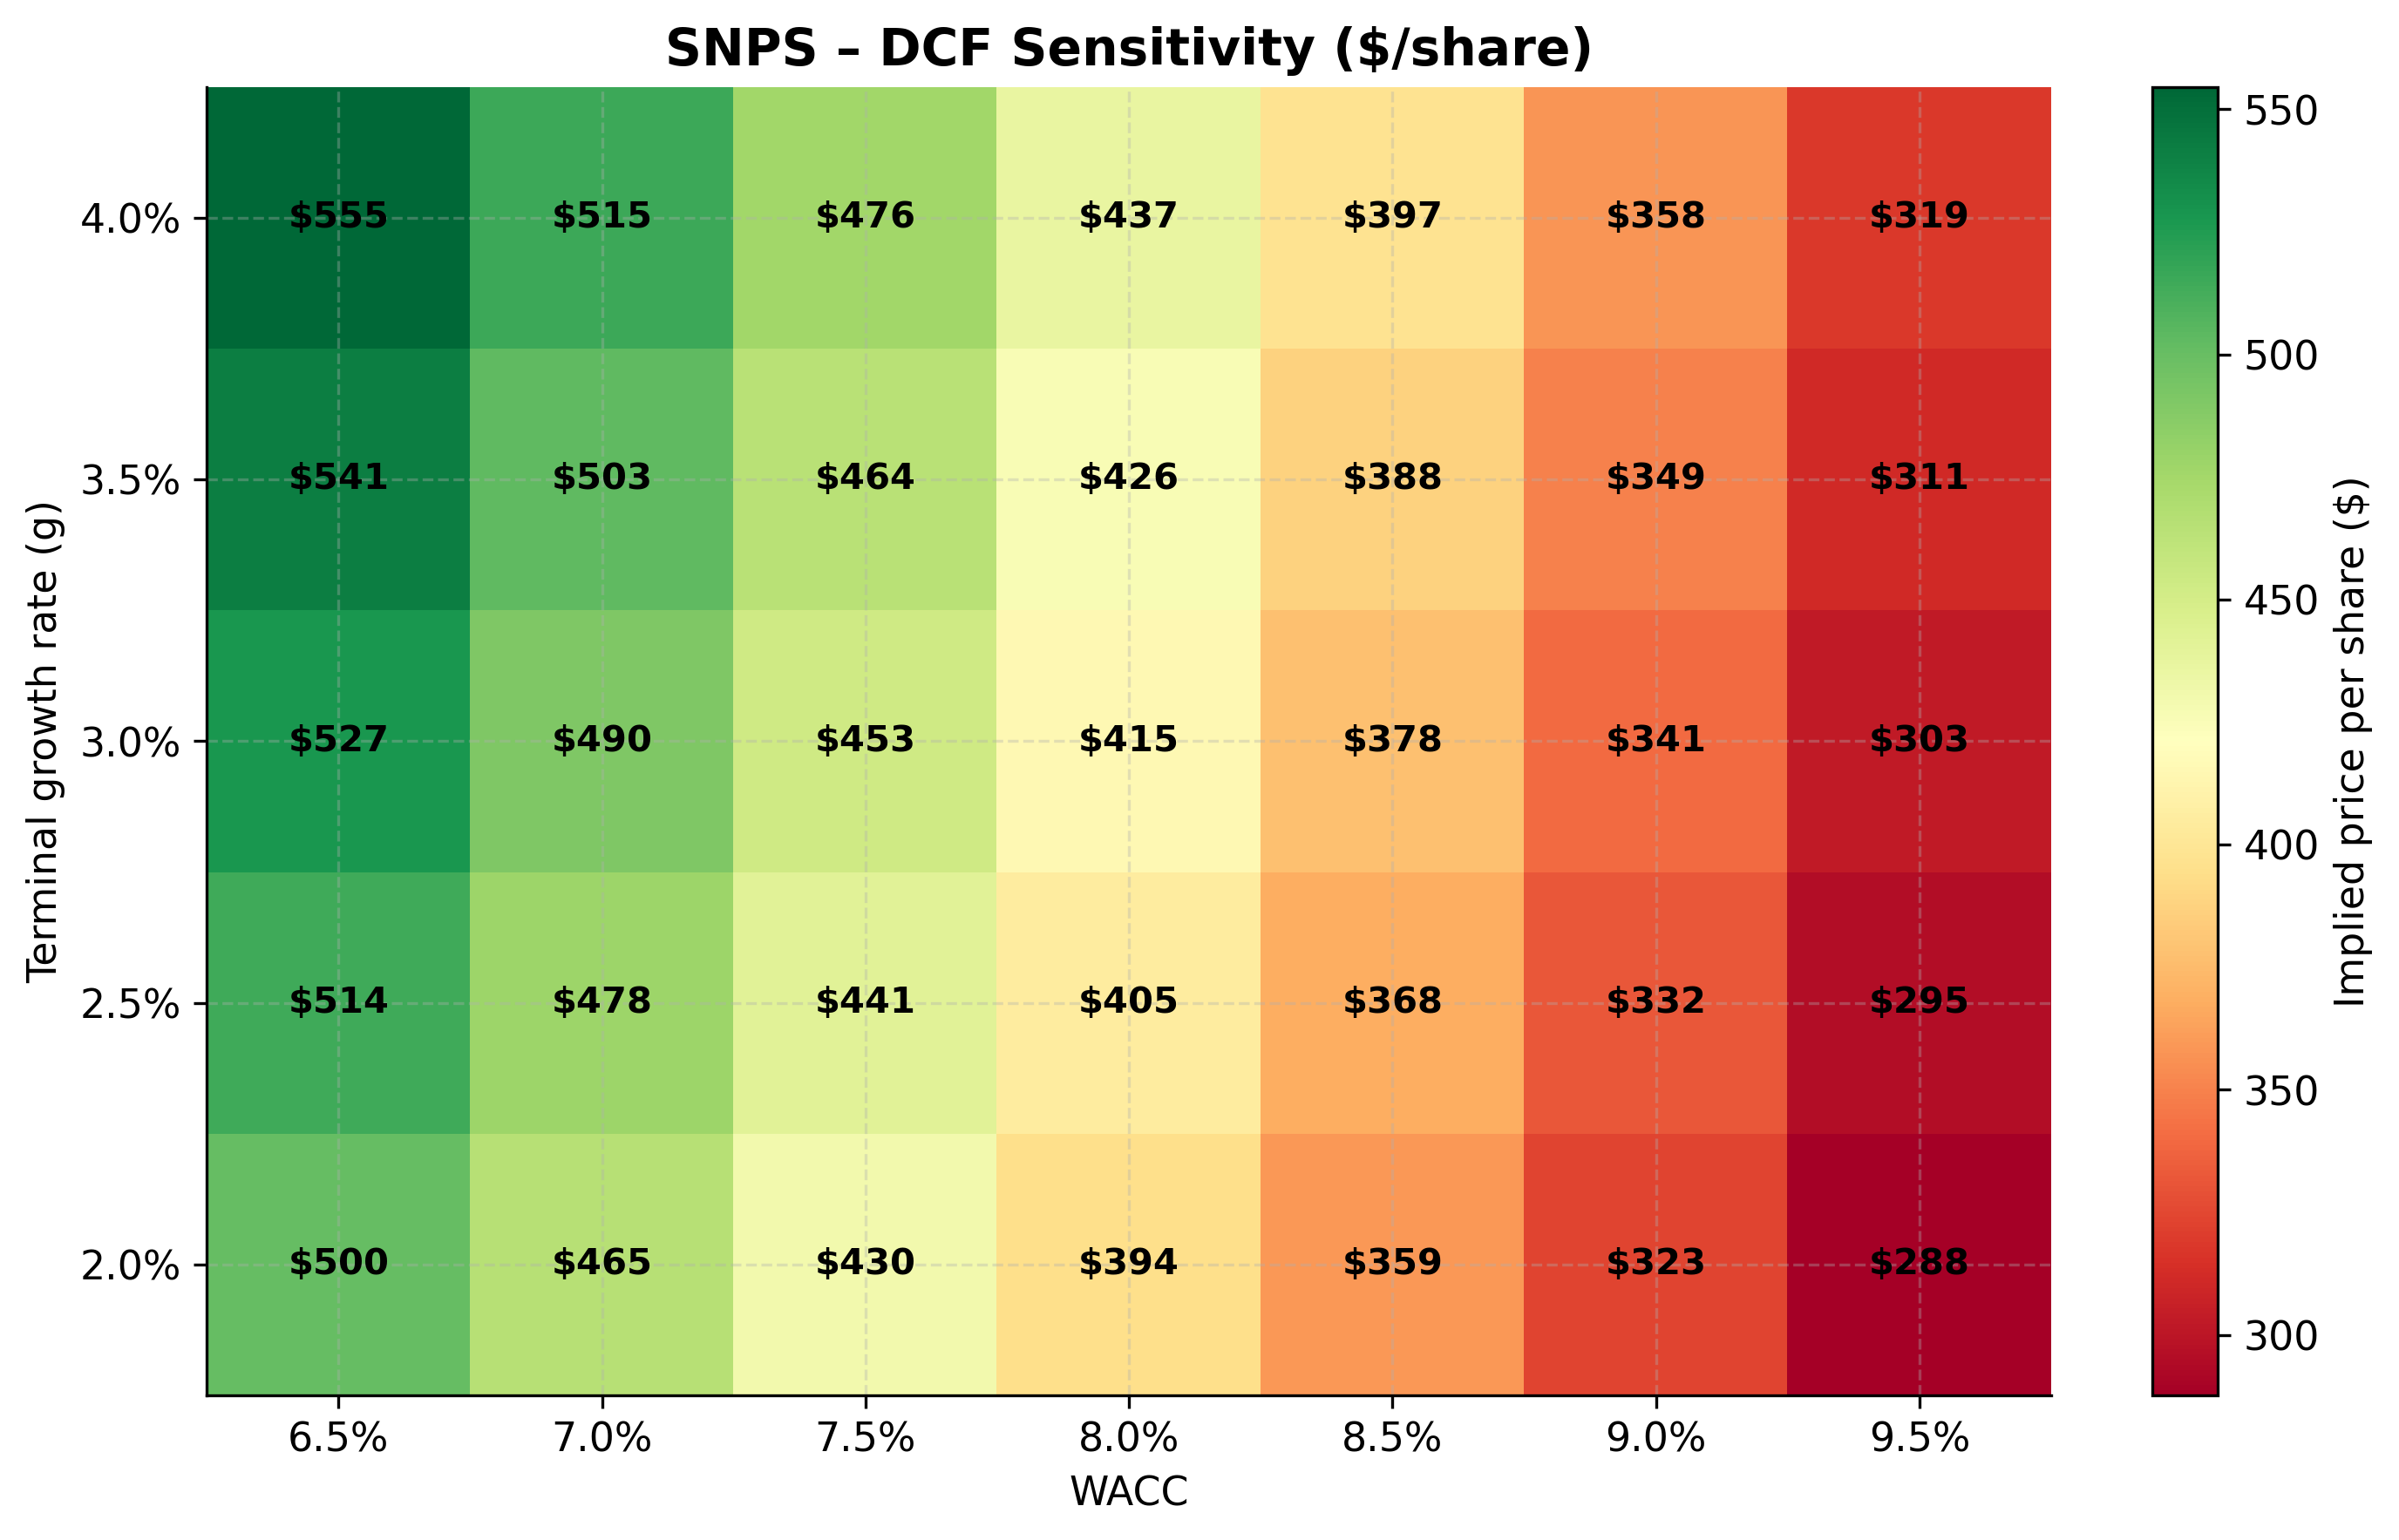 SNPS – DCF Sensitivity ($/share)
Terminal growth rate (g)
4.0% $555 $515 $476 $437 $397 $358 $319
3.5% $541 $503 $464 $426 $388 $349 $311
3.0% $527 $490 $453 $415 $378 $341 $303
2.5% $514 $478 $441 $405 $368 $332 $295
2.0% $500 $465 $430 $394 $359 $323 $288
6.5% 7.0% 7.5% 8.0% 8.5% 9.0% 9.5%
WACC
550
500
450
400
350
300
Implied price per share ($)